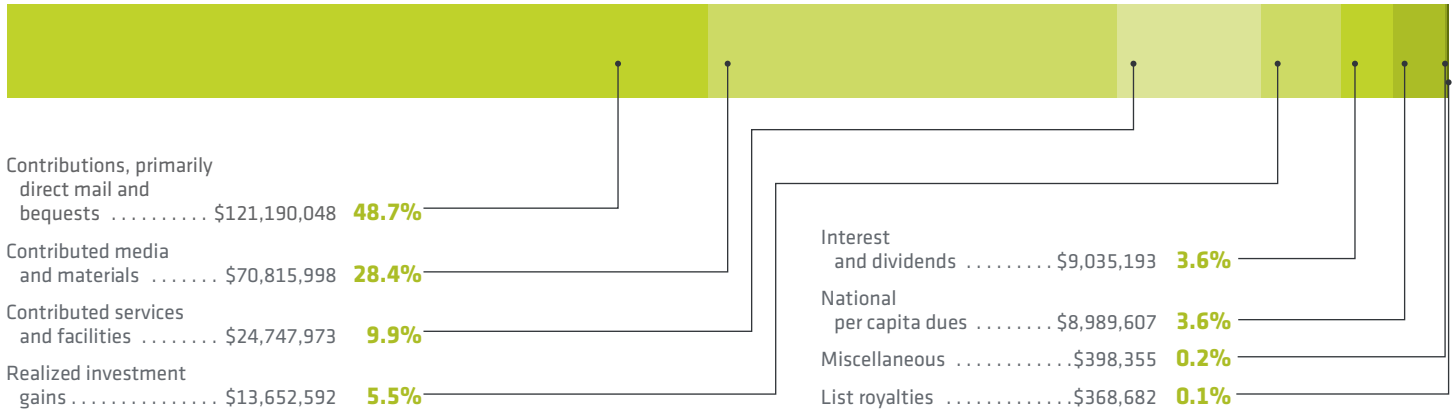 Contributions, primarily
direct mail and
bequests .......... $121,190,048 48.7%
Contributed media
and materials ....... $70,815,998 28.4%
Contributed services
and facilities ........ $24,747,973 9.9%
Realized investment
gains .............. $13,652,592 5.5%
Interest
and dividends ......... $9,035,193 3.6%
National
per capita dues ........ $8,989,607 3.6%
Miscellaneous ............ $398,355 0.2%
List royalties ............. $368,682 0.1%